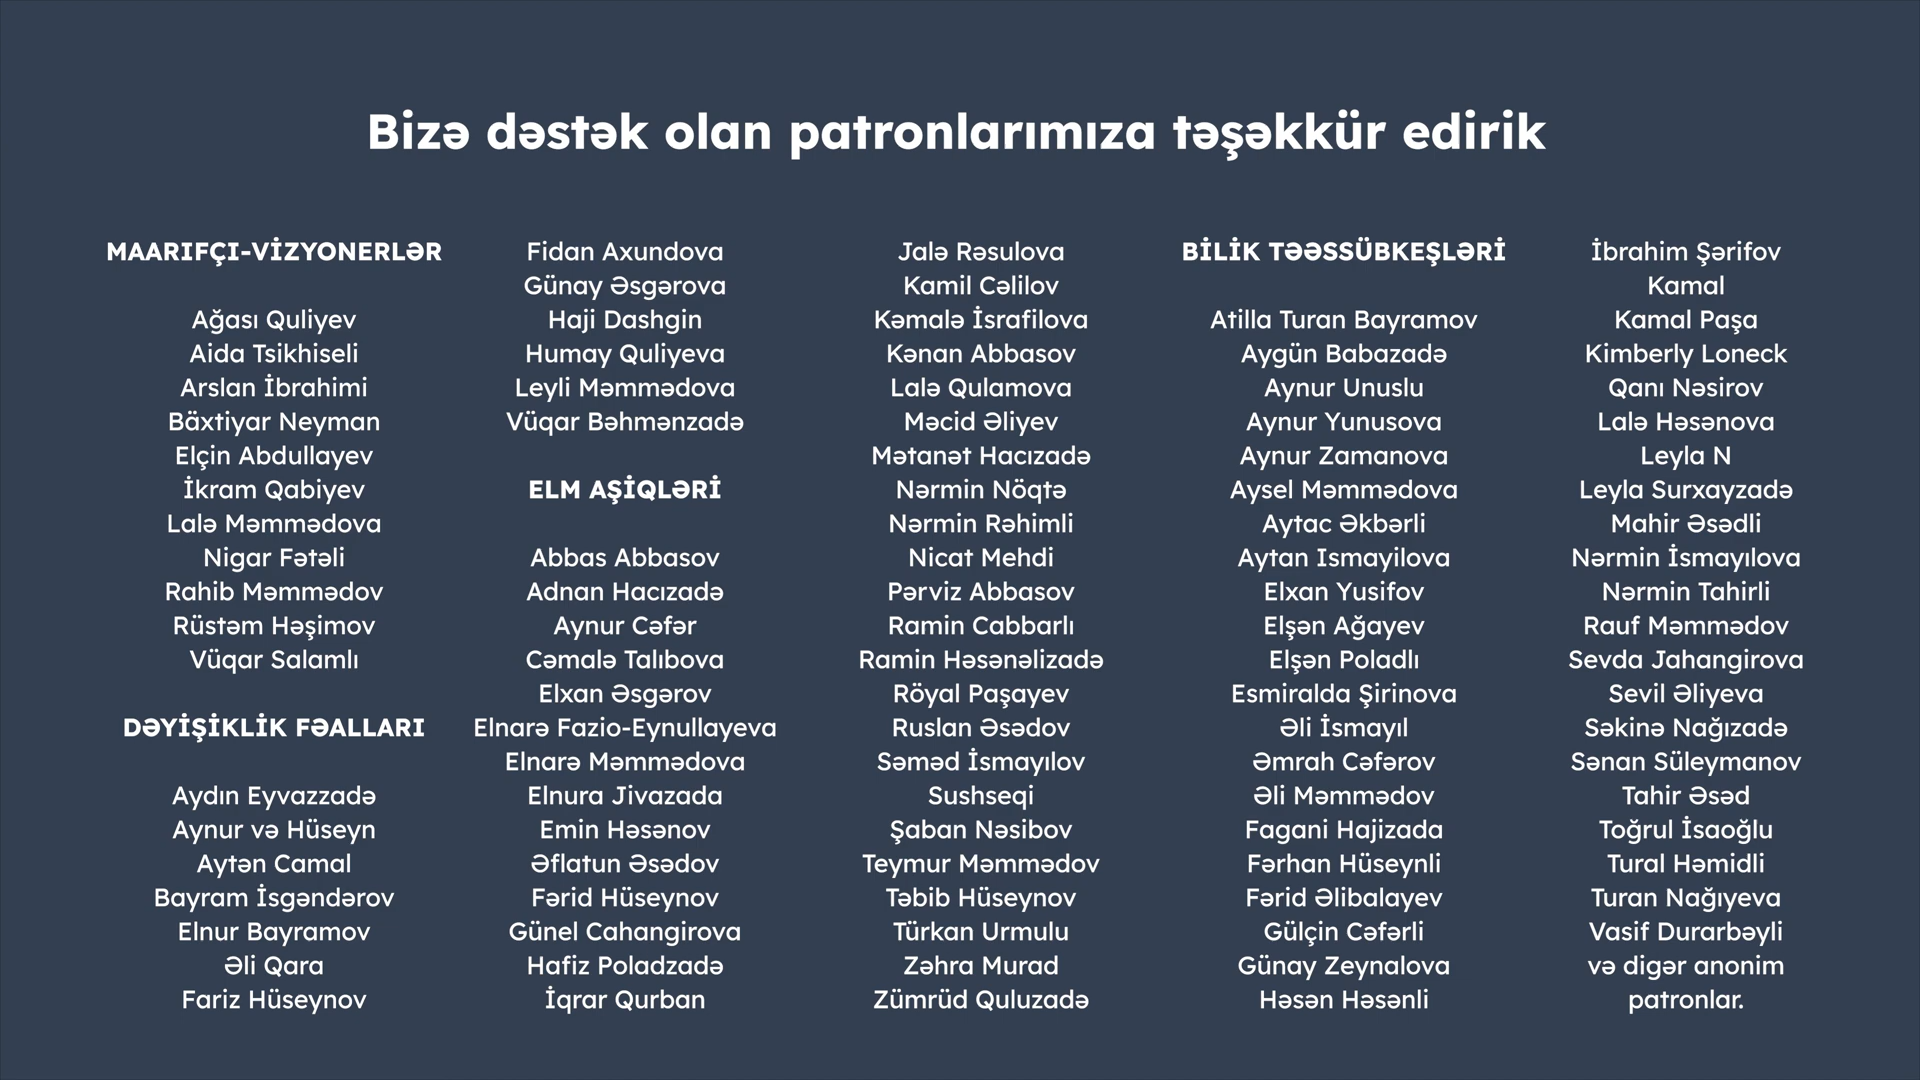 Bizə dəstək olan patronlarımıza təşəkkür edirik
MAARIFÇI-VİZYONERLƏR
Ağası Quliyev
Aida Tsikhiseli
Arslan İbrahimi
Bäxtiyar Neyman
Elçin Abdullayev
İkram Qabiyev
Lalə Məmmədova
Nigar Fətəli
Rahib Məmmədov
Rüstəm Həşimov
Vüqar Salamlı
DƏYİŞİKLİK FƏALLARI
Aydın Eyvazzadə
Aynur və Hüseyn
Aytən Camal
Bayram İsgəndərov
Elnur Bayramov
Əli Qara
Fariz Hüseynov
Fidan Axundova
Günay Əsgərova
Haji Dashgin
Humay Quliyeva
Leyli Məmmədova
Vüqar Bəhmənzadə
ELM AŞİQLƏRİ
Abbas Abbasov
Adnan Hacızadə
Aynur Cəfər
Cəmalə Talıbova
Elxan Əsgərov
Elnarə Fazio-Eynullayeva
Elnarə Məmmədova
Elnura Jivazada
Emin Həsənov
Əflatun Əsədov
Fərid Hüseynov
Günel Cahangirova
Hafiz Poladzadə
İqrar Qurban
Jalə Rəsulova
Kamil Cəlilov
Kəmalə İsrafilova
Kənan Abbasov
Lalə Qulamova
Məcid Əliyev
Mətanət Hacızadə
Nərmin Nöqtə
Nərmin Rəhimli
Nicat Mehdi
Pərviz Abbasov
Ramin Cabbarlı
Ramin Həsənəlizadə
Röyal Paşayev
Ruslan Əsədov
Səməd İsmayılov
Sushseqi
Şaban Nəsibov
Teymur Məmmədov
Təbib Hüseynov
Türkan Urmulu
Zəhra Murad
Zümrüd Quluzadə
BİLİK TƏƏSSÜBKEŞLƏRİ
Atilla Turan Bayramov
Aygün Babazadə
Aynur Unuslu
Aynur Yunusova
Aynur Zamanova
Aysel Məmmədova
Aytac Əkbərli
Aytan Ismayilova
Elxan Yusifov
Elşən Ağayev
Elşən Poladlı
Esmiralda Şirinova
Əli İsmayıl
Əmrah Cəfərov
Əli Məmmədov
Fagani Hajizada
Fərhan Hüseynli
Fərid Əlibalayev
Gülçin Cəfərli
Günay Zeynalova
Həsən Həsənli
İbrahim Şərifov
Kamal
Kamal Paşa
Kimberly Loneck
Qanı Nəsirov
Lalə Həsənova
Leyla N
Leyla Surxayzadə
Mahir Əsədli
Nərmin İsmayılova
Nərmin Tahirli
Rauf Məmmədov
Sevda Jahangirova
Sevil Əliyeva
Səkinə Nağızadə
Sənan Süleymanov
Tahir Əsəd
Toğrul İsaoğlu
Tural Həmidli
Turan Nağıyeva
Vasif Durarbəyli
və digər anonim
patronlar.